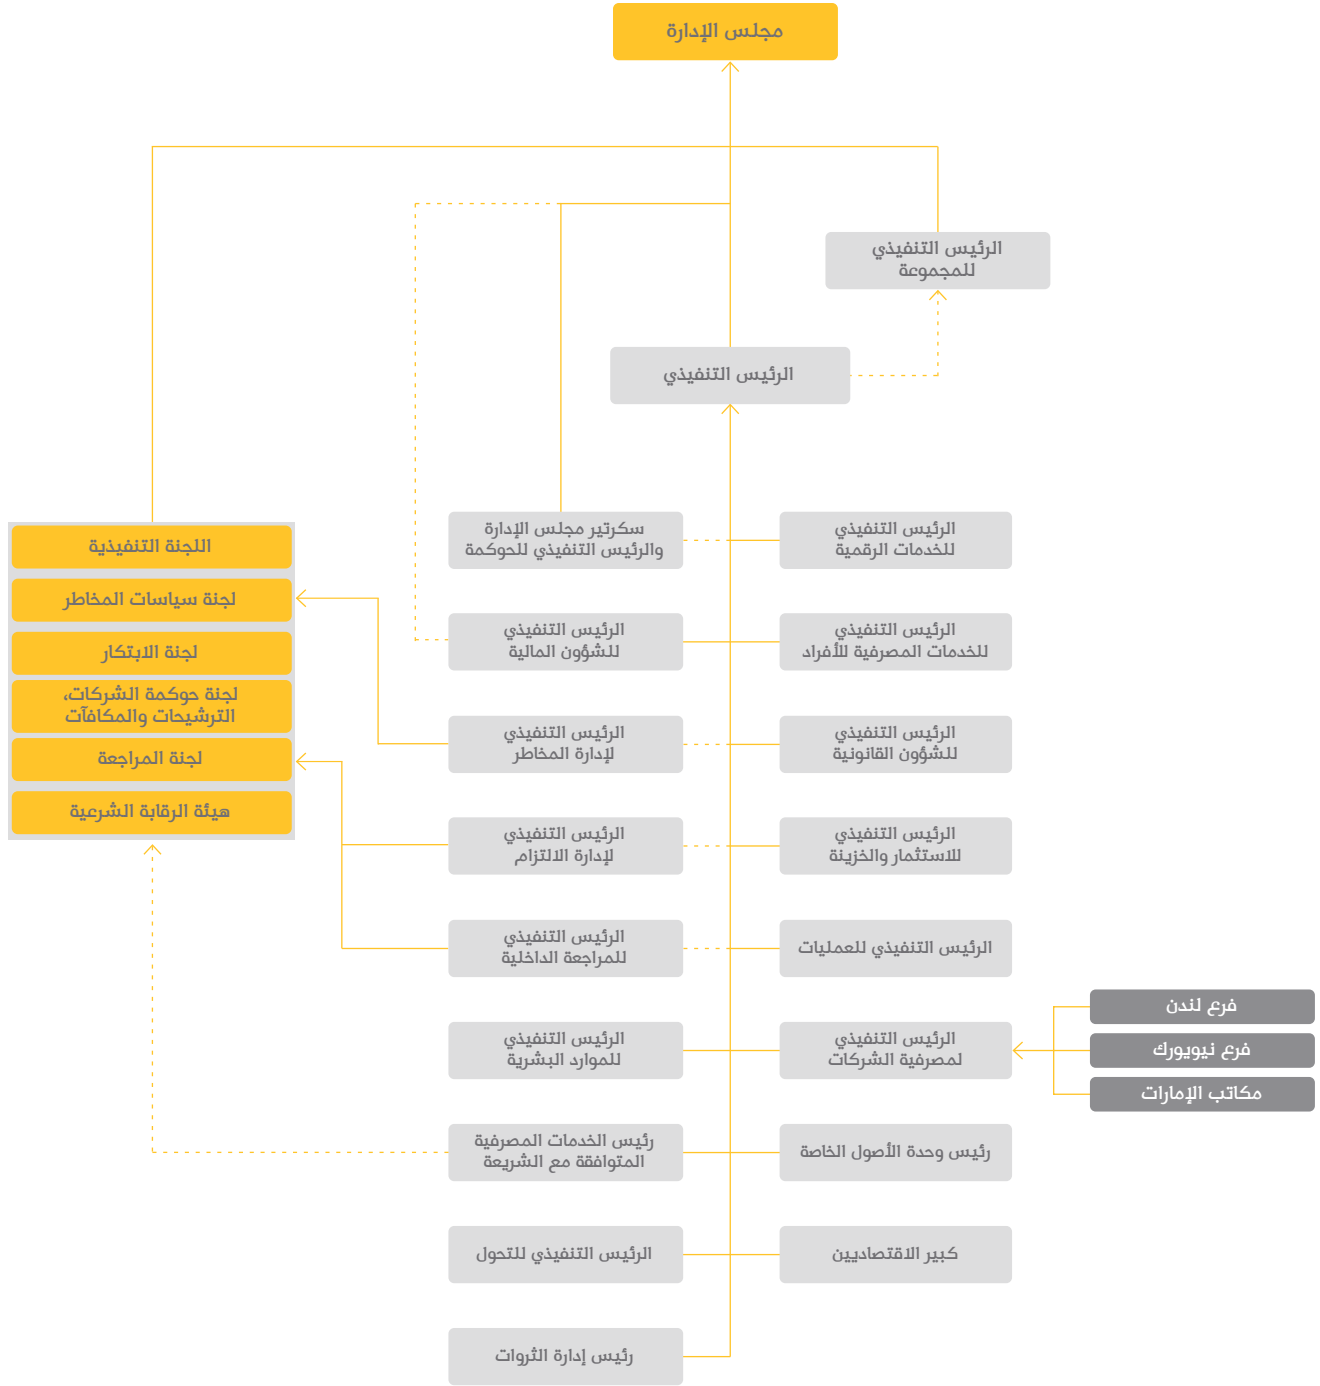 مجلس الإدارة
الرئيس التنفيذي
للمجموعة
الرئيس التنفيذي
الرئيس التنفيذي
للخدمات الرقمية
سكرتير مجلس الإدارة
والرئيس التنفيذي للحوكمة
الرئيس التنفيذي
للخدمات المصرفية للأفراد
الرئيس التنفيذي
للشؤون المالية
الرئيس التنفيذي
للشؤون القانونية
الرئيس التنفيذي
لإدارة المخاطر
الرئيس التنفيذي
للاستثمار والخزينة
الرئيس التنفيذي
لإدارة الالتزام
الرئيس التنفيذي للعمليات
الرئيس التنفيذي
للمراجعة الداخلية
الرئيس التنفيذي
لمصرفية الشركات
الرئيس التنفيذي
للموارد البشرية
رئيس وحدة الأصول الخاصة
رئيس الخدمات المصرفية
المتوافقة مع الشريعة
كبير الاقتصاديين
الرئيس التنفيذي للتحول
رئيس إدارة الثروات
فرع لندن
فرع نيويورك
مكاتب الإمارات
اللجنة التنفيذية
لجنة سياسات المخاطر
لجنة الابتكار
لجنة حوكمة الشركات،
الترشيحات والمكافآت
لجنة المراجعة
هيئة الرقابة الشرعية